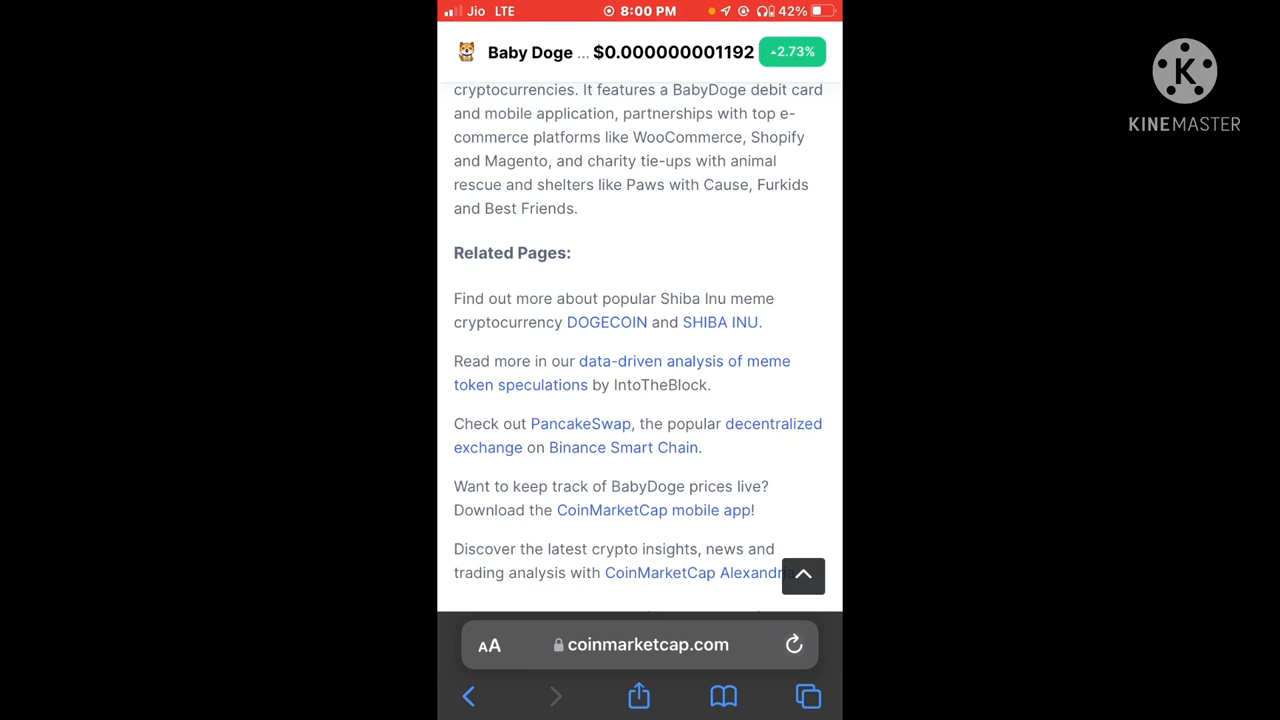 Jio LTE 8:00 PM 42%
Baby Doge ... $0.000000001192 2.73%
K
KINEMASTER
cryptocurrencies. It features a BabyDoge debit card
and mobile application, partnerships with top e-
commerce platforms like WooCommerce, Shopify
and Magento, and charity tie-ups with animal
rescue and shelters like Paws with Cause, Furkids
and Best Friends.
Related Pages:
Find out more about popular Shiba Inu meme
cryptocurrency DOGECOIN and SHIBA INU.
Read more in our data-driven analysis of meme
token speculations by IntoTheBlock.
Check out PancakeSwap, the popular decentralized
exchange on Binance Smart Chain.
Want to keep track of BabyDoge prices live?
Download the CoinMarketCap mobile app!
Discover the latest crypto insights, news and
trading analysis with CoinMarketCap Alexandria.
AA coinmarketcap.com